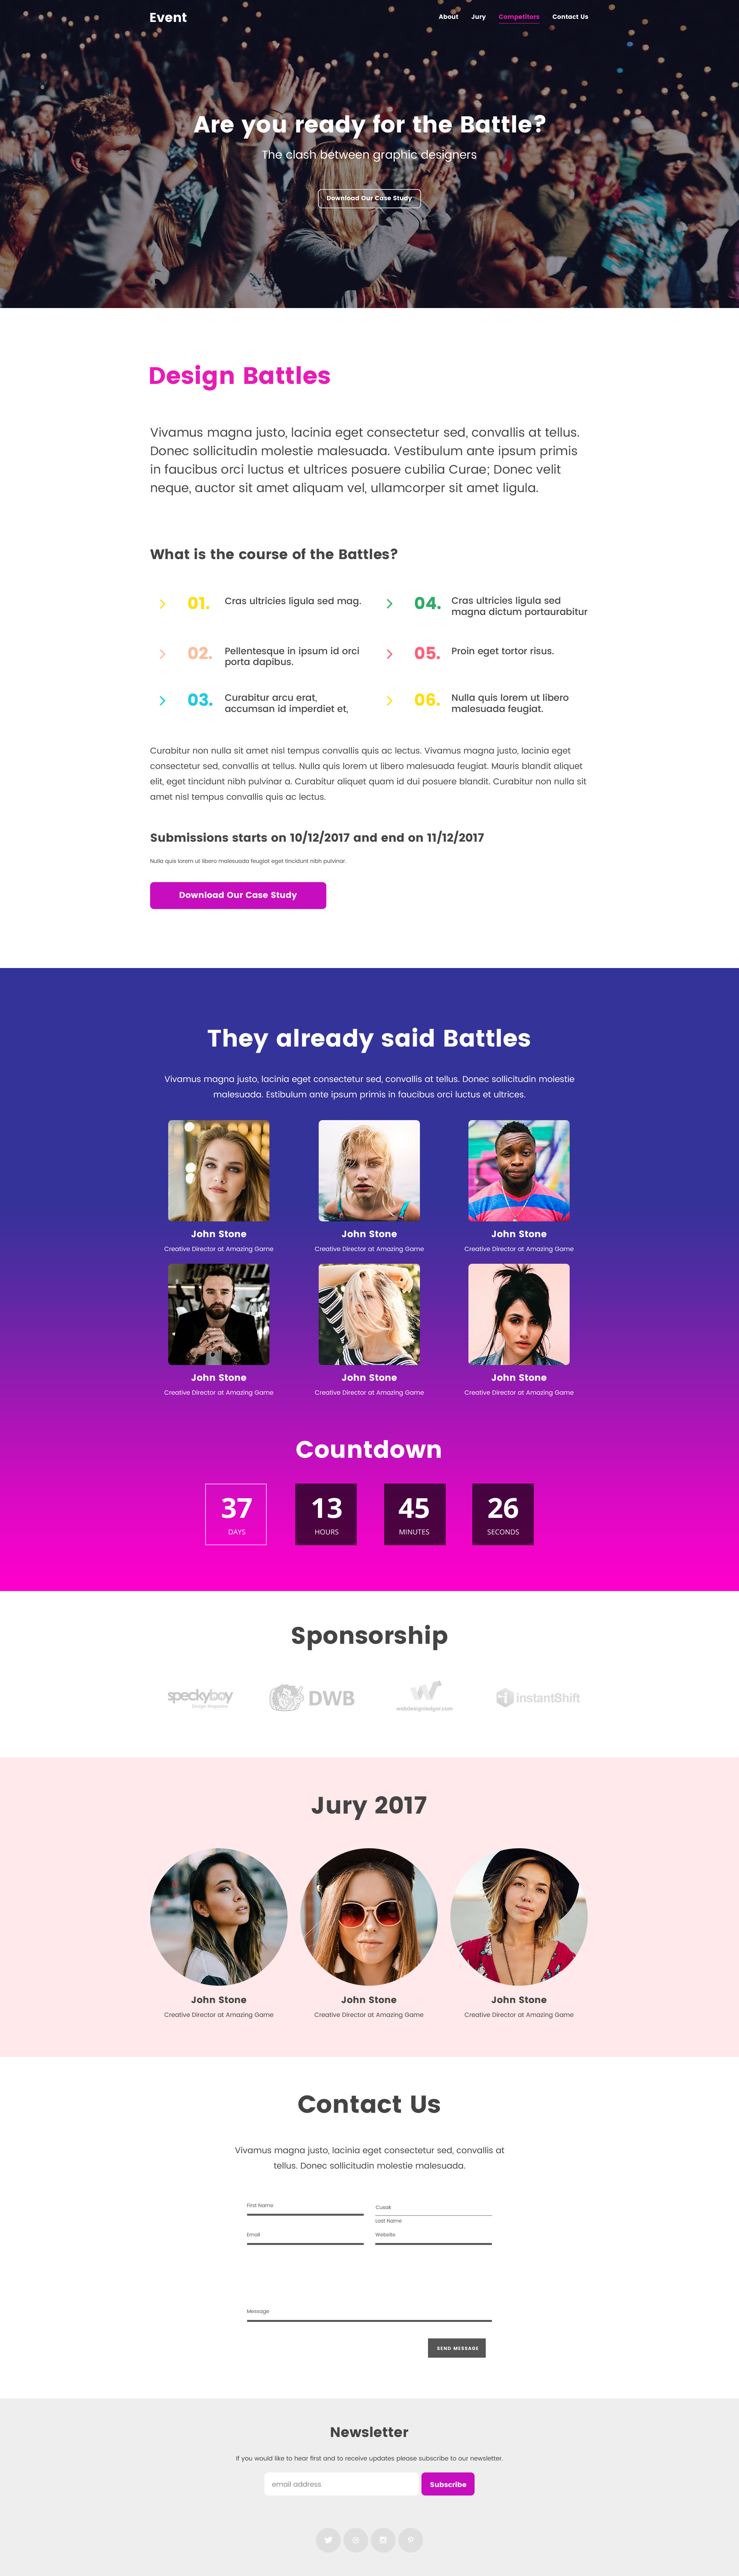 Event
About Jury Competitors Contact Us
Are you ready for the Battle?
The clash between graphic designers
Download Our Case Study
Design Battles
Vivamus magna justo, lacinia eget consectetur sed, convallis at tellus.
Donec sollicitudin molestie malesuada. Vestibulum ante ipsum primis
in faucibus orci luctus et ultrices posuere cubilia Curae; Donec velit
neque, auctor sit amet aliquam vel, ullamcorper sit amet ligula.
What is the course of the Battles?
01. Cras ultricies ligula sed mag.
02. Pellentesque in ipsum id orci
porta dapibus.
03. Curabitur arcu erat,
accumsan id imperdiet et,
04. Cras ultricies ligula sed
magna dictum portaurabitur
05. Proin eget tortor risus.
06. Nulla quis lorem ut libero
malesuada feugiat.
Curabitur non nulla sit amet nisl tempus convallis quis ac lectus. Vivamus magna justo, lacinia eget
consectetur sed, convallis at tellus. Nulla quis lorem ut libero malesuada feugiat. Mauris blandit aliquet
elit, eget tincidunt nibh pulvinar a. Curabitur aliquet quam id dui posuere blandit. Curabitur non nulla sit
amet nisl tempus convallis quis ac lectus.
Submissions starts on 10/12/2017 and end on 11/12/2017
Nulla quis lorem ut libero malesuada feugiat eget tincidunt nibh pulvinar.
Download Our Case Study
They already said Battles
Vivamus magna justo, lacinia eget consectetur sed, convallis at tellus. Donec sollicitudin molestie
malesuada. Estibulum ante ipsum primis in faucibus orci luctus et ultrices.
John Stone John Stone John Stone
Creative Director at Amazing Game Creative Director at Amazing Game Creative Director at Amazing Game
John Stone John Stone John Stone
Creative Director at Amazing Game Creative Director at Amazing Game Creative Director at Amazing Game
Countdown
37 13 45 26
DAYS HOURS MINUTES SECONDS
Sponsorship
speckyboy
Design Magazine
DWB
webdesignledger.com
instantShift
Jury 2017
John Stone John Stone John Stone
Creative Director at Amazing Game Creative Director at Amazing Game Creative Director at Amazing Game
Contact Us
Vivamus magna justo, lacinia eget consectetur sed, convallis at
tellus. Donec sollicitudin molestie malesuada.
First Name Cusak
Last Name
Email Website
Message
SEND MESSAGE
Newsletter
If you would like to hear first and to receive updates please subscribe to our newsletter.
email address Subscribe